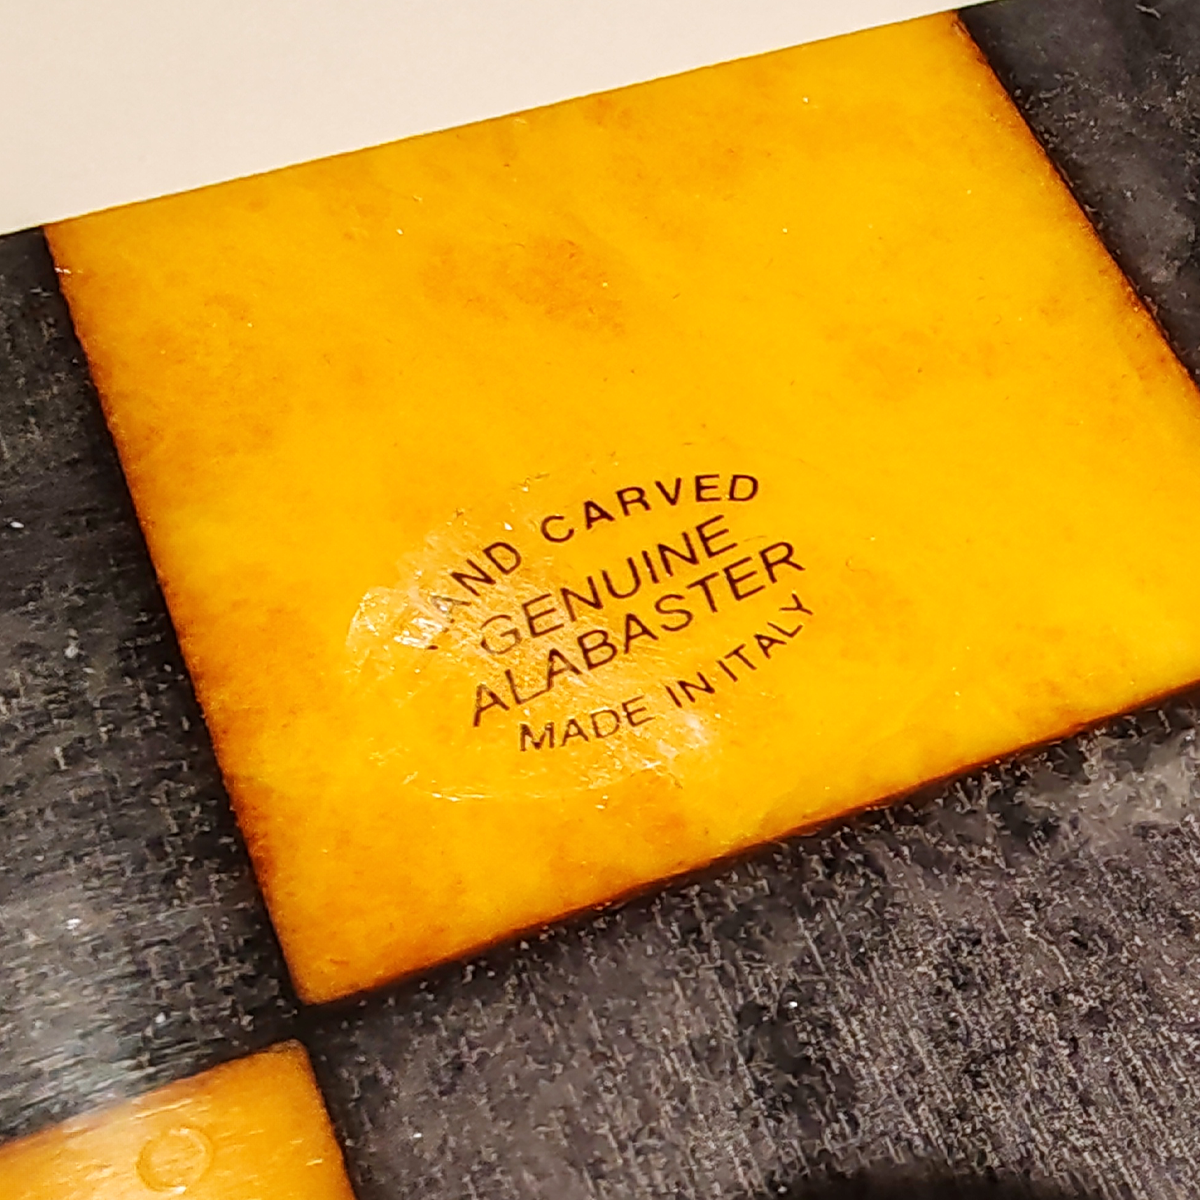 HAND CARVED
GENUINE
ALABASTER
MADE IN ITALY